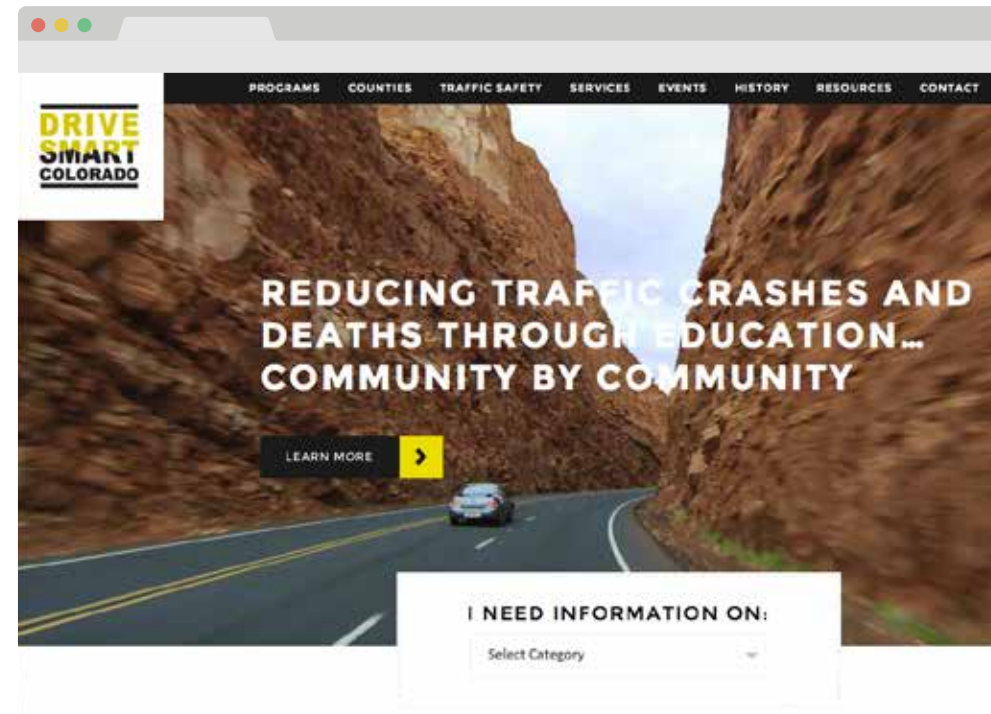 PROGRAMS COUNTIES TRAFFIC SAFETY SERVICES EVENTS HISTORY RESOURCES CONTACT
DRIVE
SMART
COLORADO
REDUCING TRAFFIC CRASHES AND
DEATHS THROUGH EDUCATION...
COMMUNITY BY COMMUNITY
LEARN MORE
I NEED INFORMATION ON:
Select Category